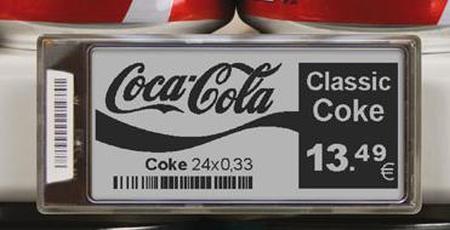 Coca-Cola
Classic
Coke
Coke 24x0,33
13.49 €